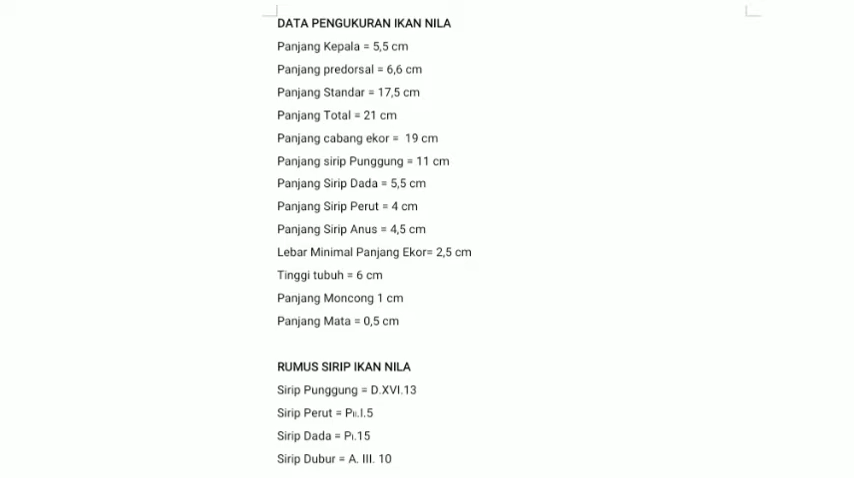 DATA PENGUKURAN IKAN NILA
Panjang Kepala = 5,5 cm
Panjang predorsal = 6,6 cm
Panjang Standar = 17,5 cm
Panjang Total = 21 cm
Panjang cabang ekor =  19 cm
Panjang sirip Punggung = 11 cm
Panjang Sirip Dada = 5,5 cm
Panjang Sirip Perut = 4 cm
Panjang Sirip Anus = 4,5 cm
Lebar Minimal Panjang Ekor= 2,5 cm
Tinggi tubuh = 6 cm
Panjang Moncong 1 cm
Panjang Mata = 0,5 cm
RUMUS SIRIP IKAN NILA
Sirip Punggung = D.XVI.13
Sirip Perut = PII.I.5
Sirip Dada = PI.15
Sirip Dubur = A. III. 10